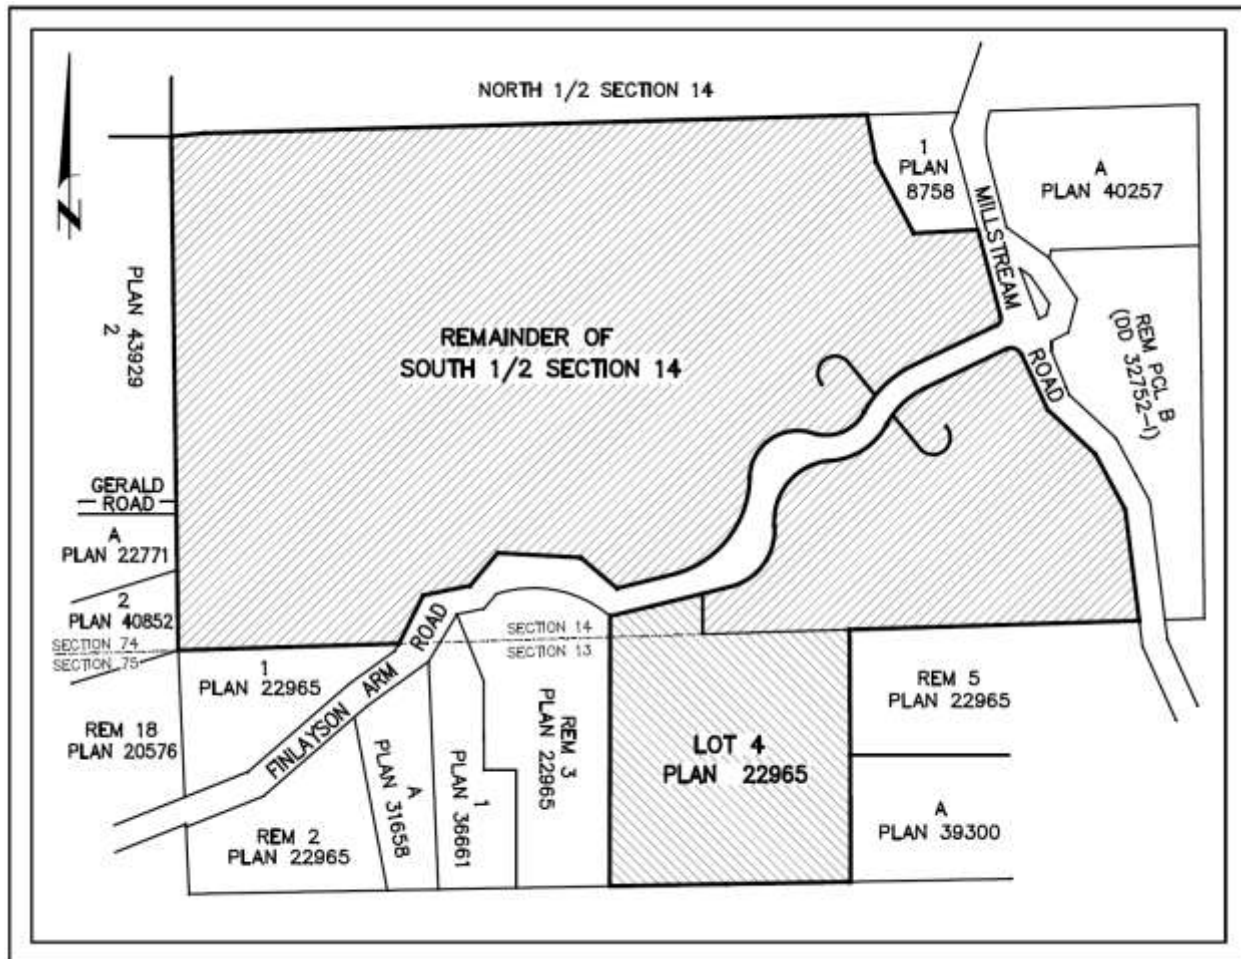 NORTH 1/2 SECTION 14
1
PLAN
8758
A
PLAN 40257
MILLSTREAM
ROAD
N
PLAN 43929
2
REMAINDER OF
SOUTH 1/2 SECTION 14
REM PCL B
(DD 32752-I)
GERALD
ROAD
A
PLAN 22771
2
PLAN 40852
SECTION 74
SECTION 75
SECTION 14
SECTION 13
1
PLAN 22965
FINLAYSON ARM ROAD
REM 18
PLAN 20576
REM 2
PLAN 22965
A
PLAN 31658
1
PLAN 36661
REM 3
PLAN 22965
LOT 4
PLAN 22965
REM 5
PLAN 22965
A
PLAN 39300